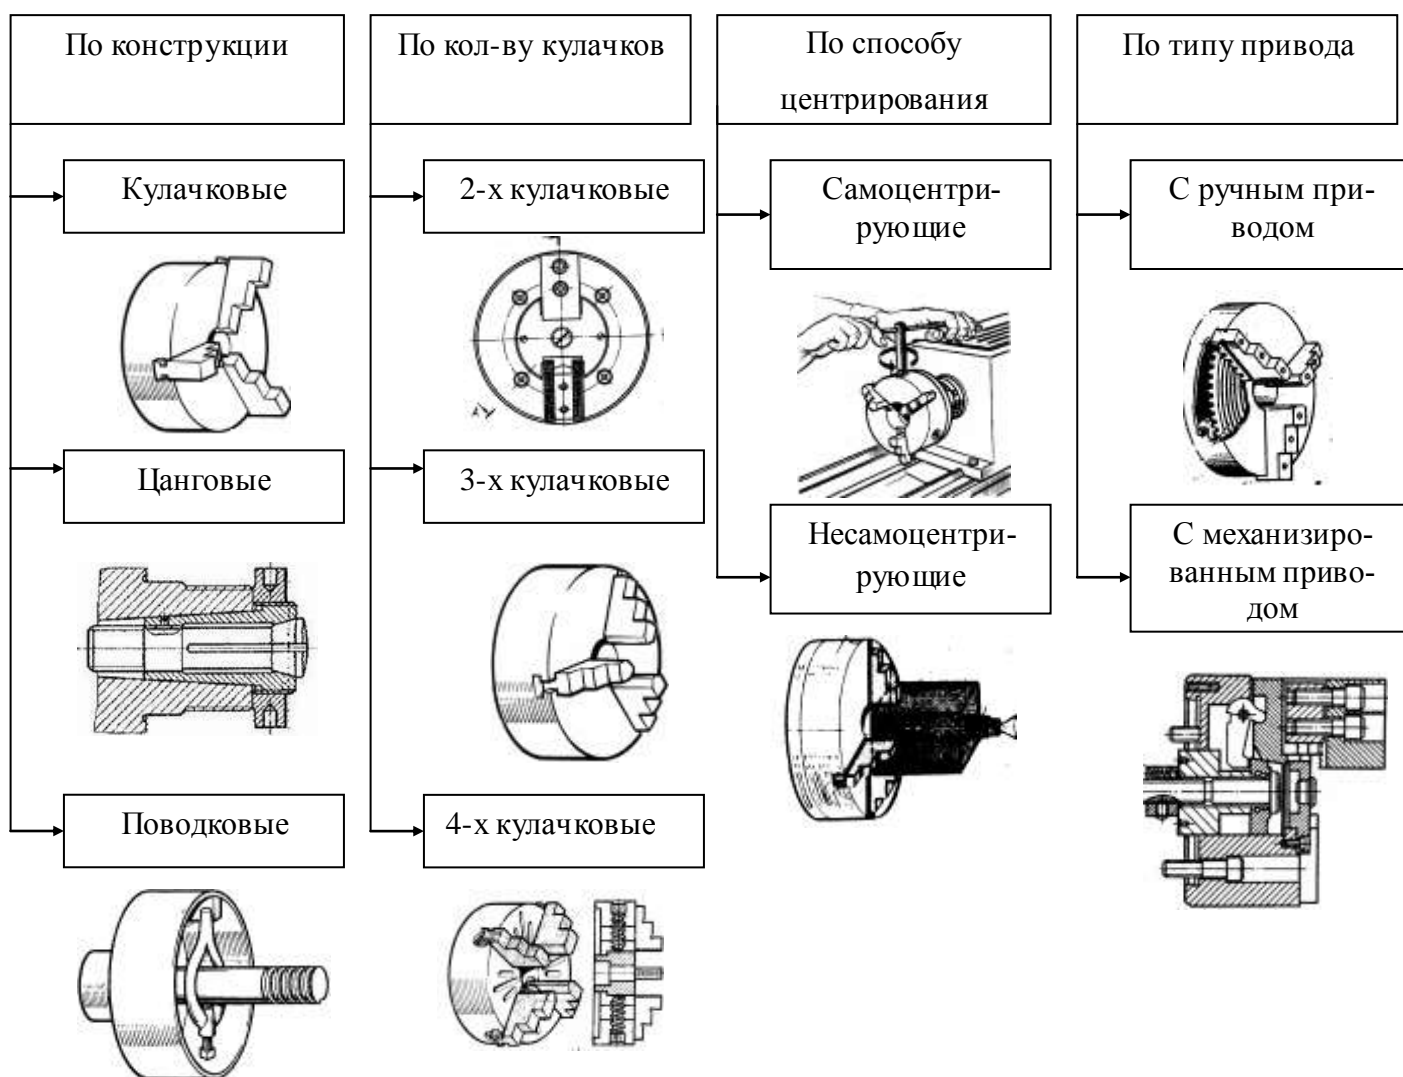 По конструкции
Кулачковые
Цанговые
Поводковые
По кол-ву кулачков
2-х кулачковые
3-х кулачковые
4-х кулачковые
По способу
центрирования
Самоцентри-
рующие
Несамоцентри-
рующие
По типу привода
С ручным при-
водом
С механизиро-
ванным приво-
дом